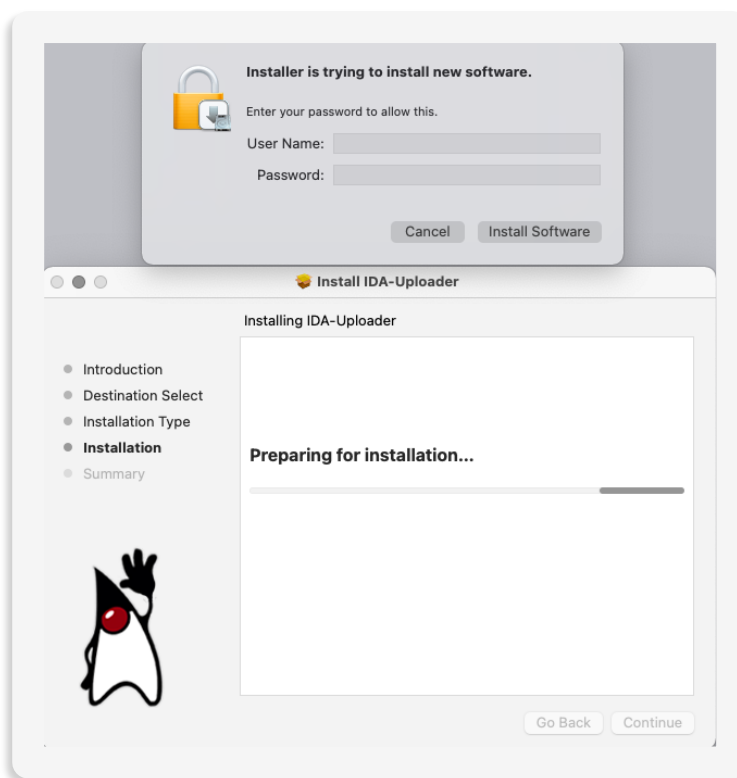 Installer is trying to install new software.
Enter your password to allow this.
User Name:
Password:
Cancel Install Software
Install IDA-Uploader
Installing IDA-Uploader
Introduction
Destination Select
Installation Type
Installation
Summary
Preparing for installation...
Go Back Continue